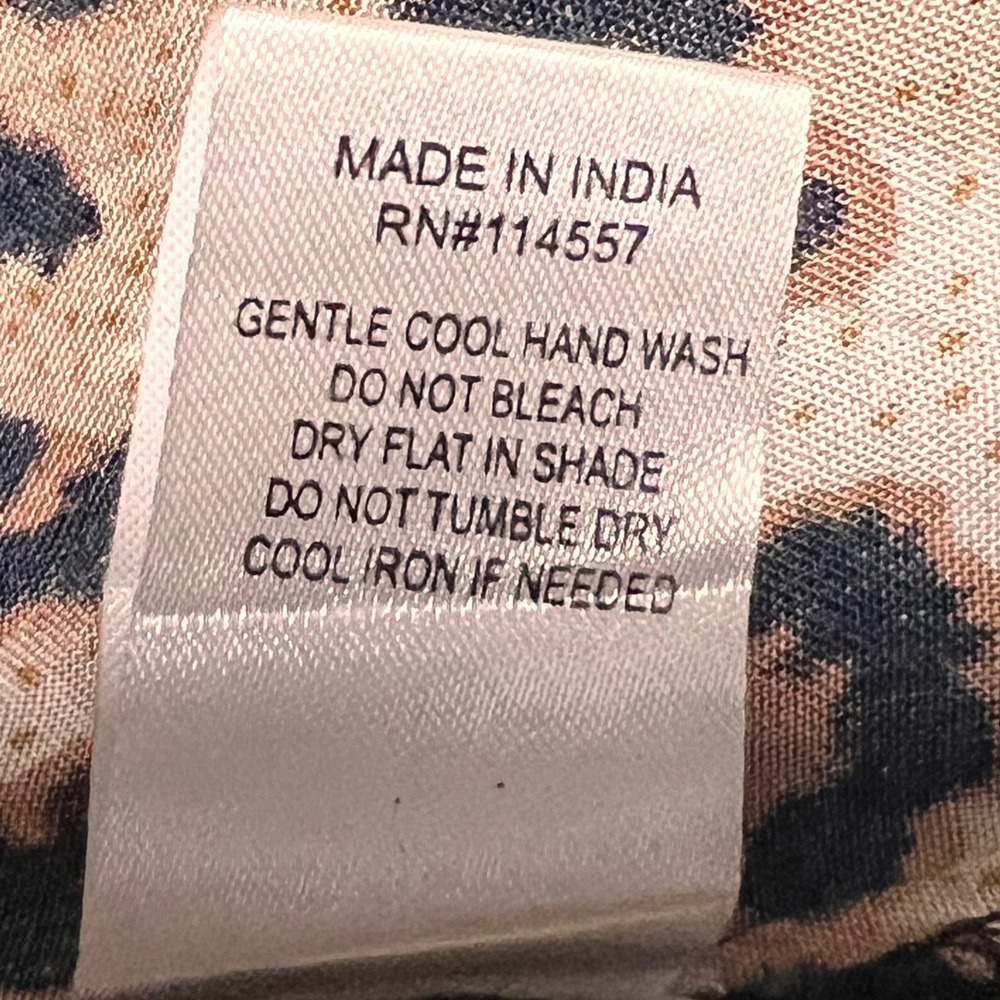 MADE IN INDIA
RN#114557
GENTLE COOL HAND WASH
DO NOT BLEACH
DRY FLAT IN SHADE
DO NOT TUMBLE DRY
COOL IRON IF NEEDED